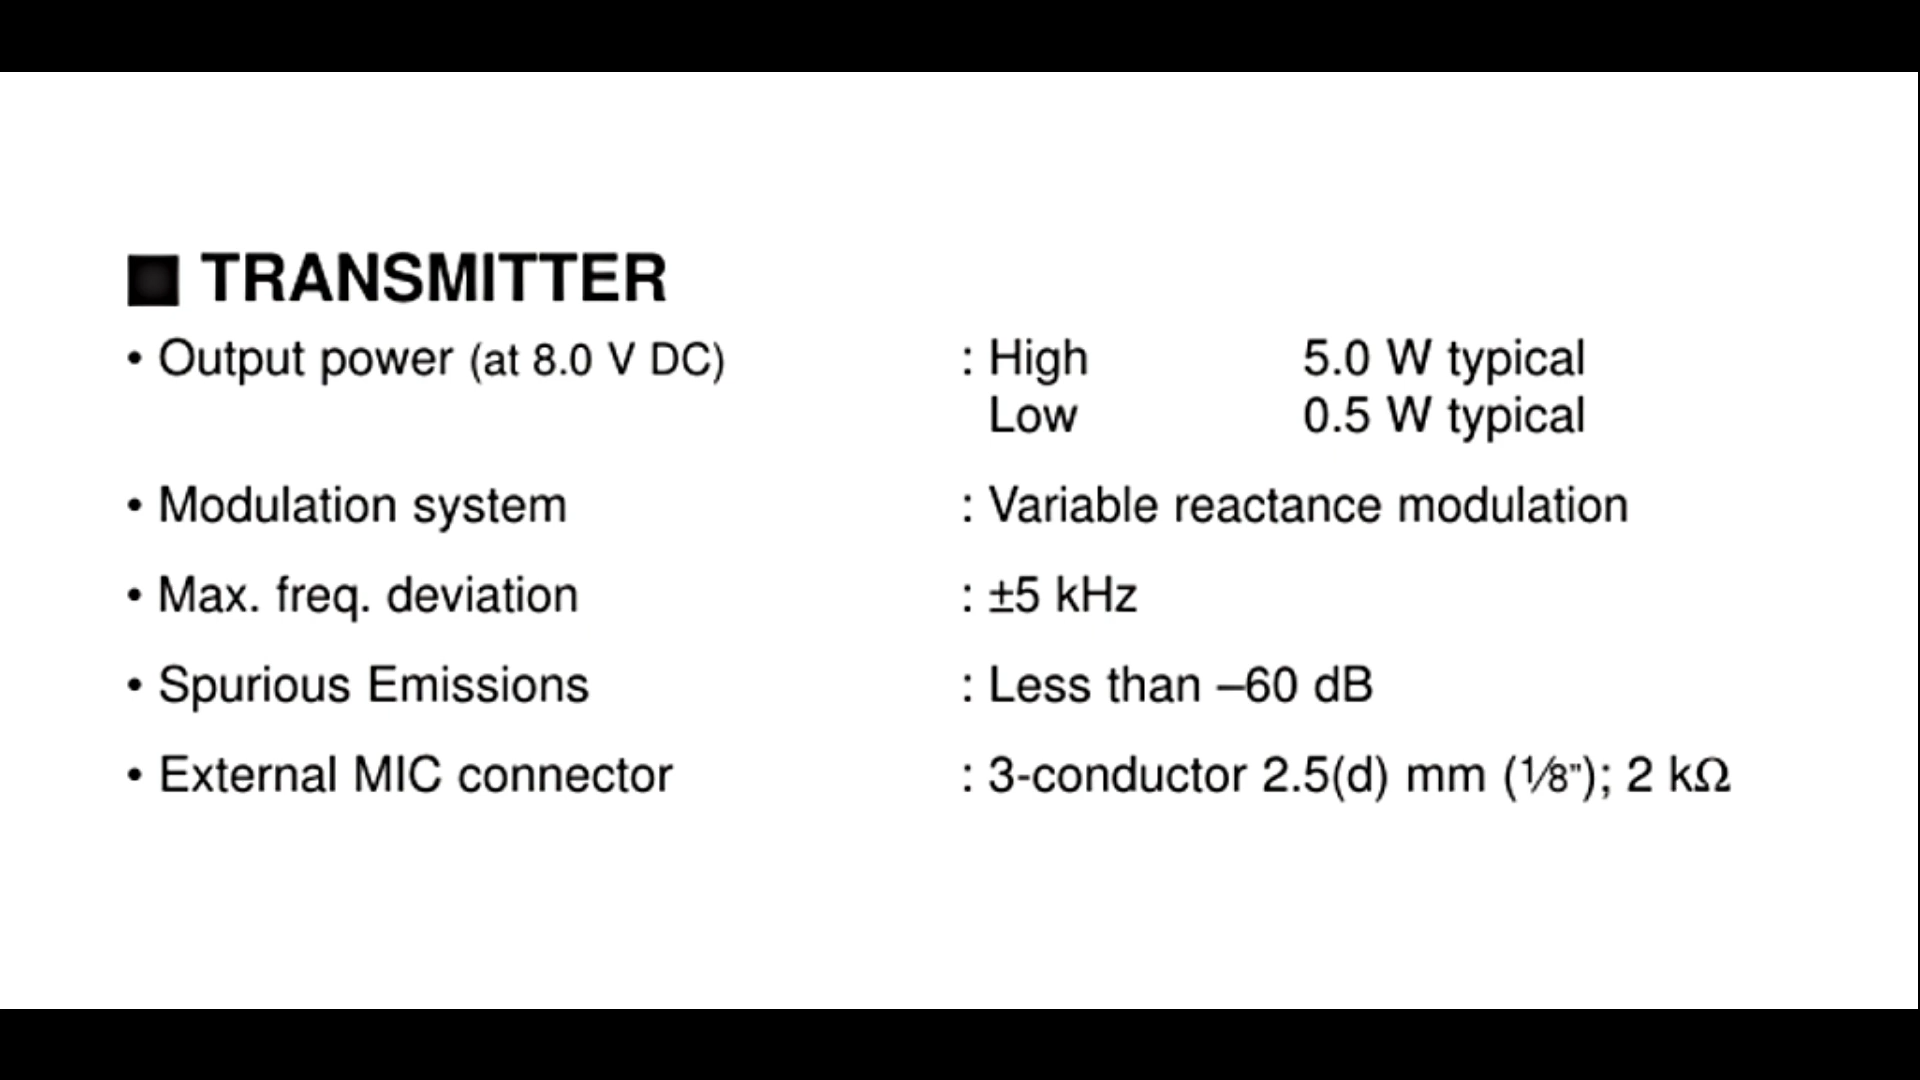 ■ TRANSMITTER
• Output power (at 8.0 V DC) : High 5.0 W typical
Low 0.5 W typical
• Modulation system : Variable reactance modulation
• Max. freq. deviation : ±5 kHz
• Spurious Emissions : Less than –60 dB
• External MIC connector : 3-conductor 2.5(d) mm (1⁄8"); 2 kΩ